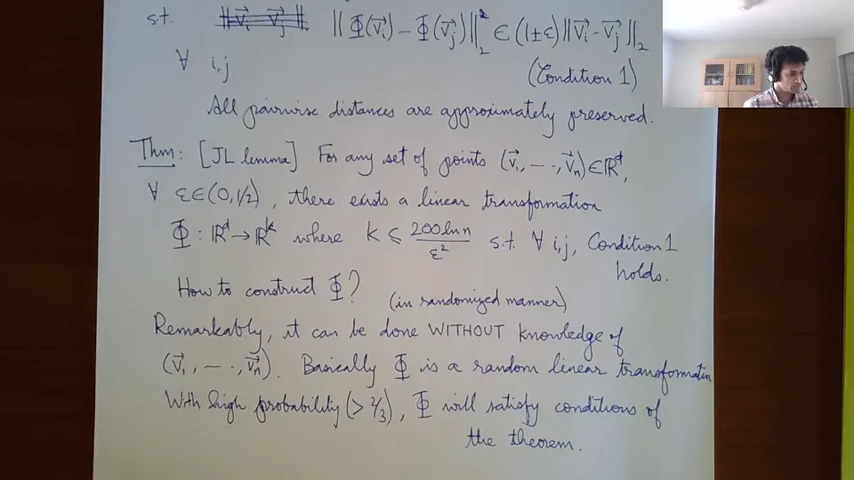 s.t. ‖Φ(v⃗ᵢ) − Φ(v⃗ⱼ)‖₂² ∈ (1±ε)‖v⃗ᵢ − v⃗ⱼ‖₂
∀ i,j (Condition 1)
All pairwise distances are approximately preserved.
Thm: [JL lemma] For any set of points (v⃗₁, ‐ ‐ ·, v⃗ₙ) ∈ ℝᵈ,
∀ ε∈(0,1/2), there exists a linear transformation
Φ : ℝᵈ → ℝᵏ where k ≤ 200 ln n / ε² s.t. ∀ i,j, Condition 1
holds.
How to construct Φ? (in randomized manner)
Remarkably, it can be done WITHOUT knowledge of
(v⃗₁, ‐ ‐ ·, v⃗ₙ). Basically Φ is a random linear transformation
With high probability (> 2/3), Φ will satisfy conditions of
the theorem.